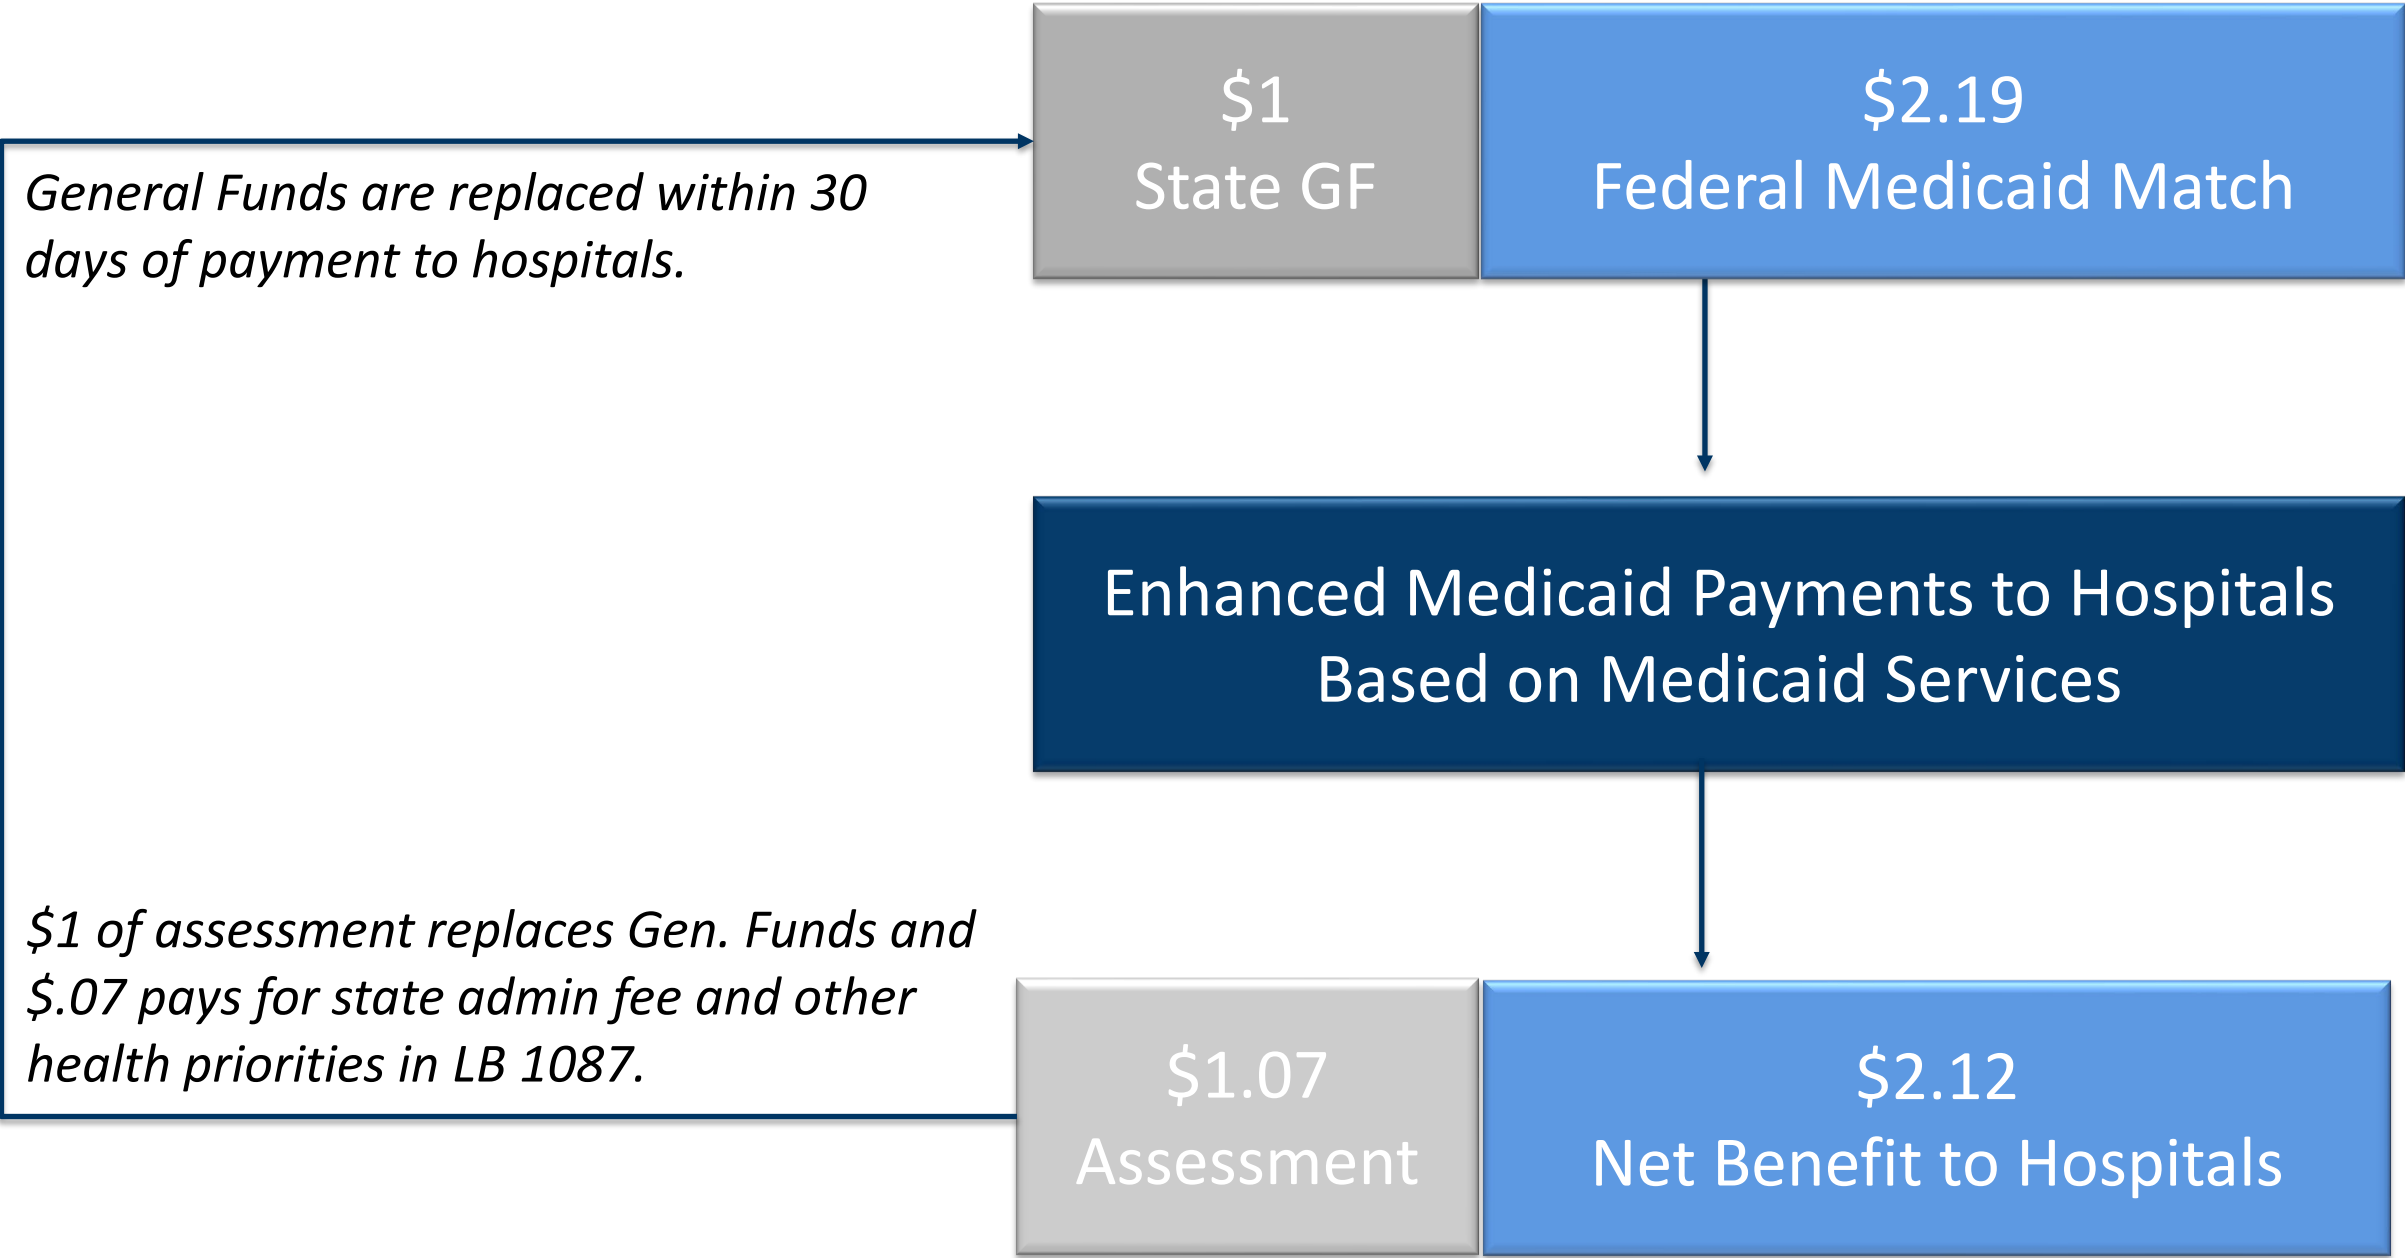 $1
State GF
$2.19
Federal Medicaid Match
General Funds are replaced within 30
days of payment to hospitals.
Enhanced Medicaid Payments to Hospitals
Based on Medicaid Services
$1 of assessment replaces Gen. Funds and
$.07 pays for state admin fee and other
health priorities in LB 1087.
$1.07
Assessment
$2.12
Net Benefit to Hospitals